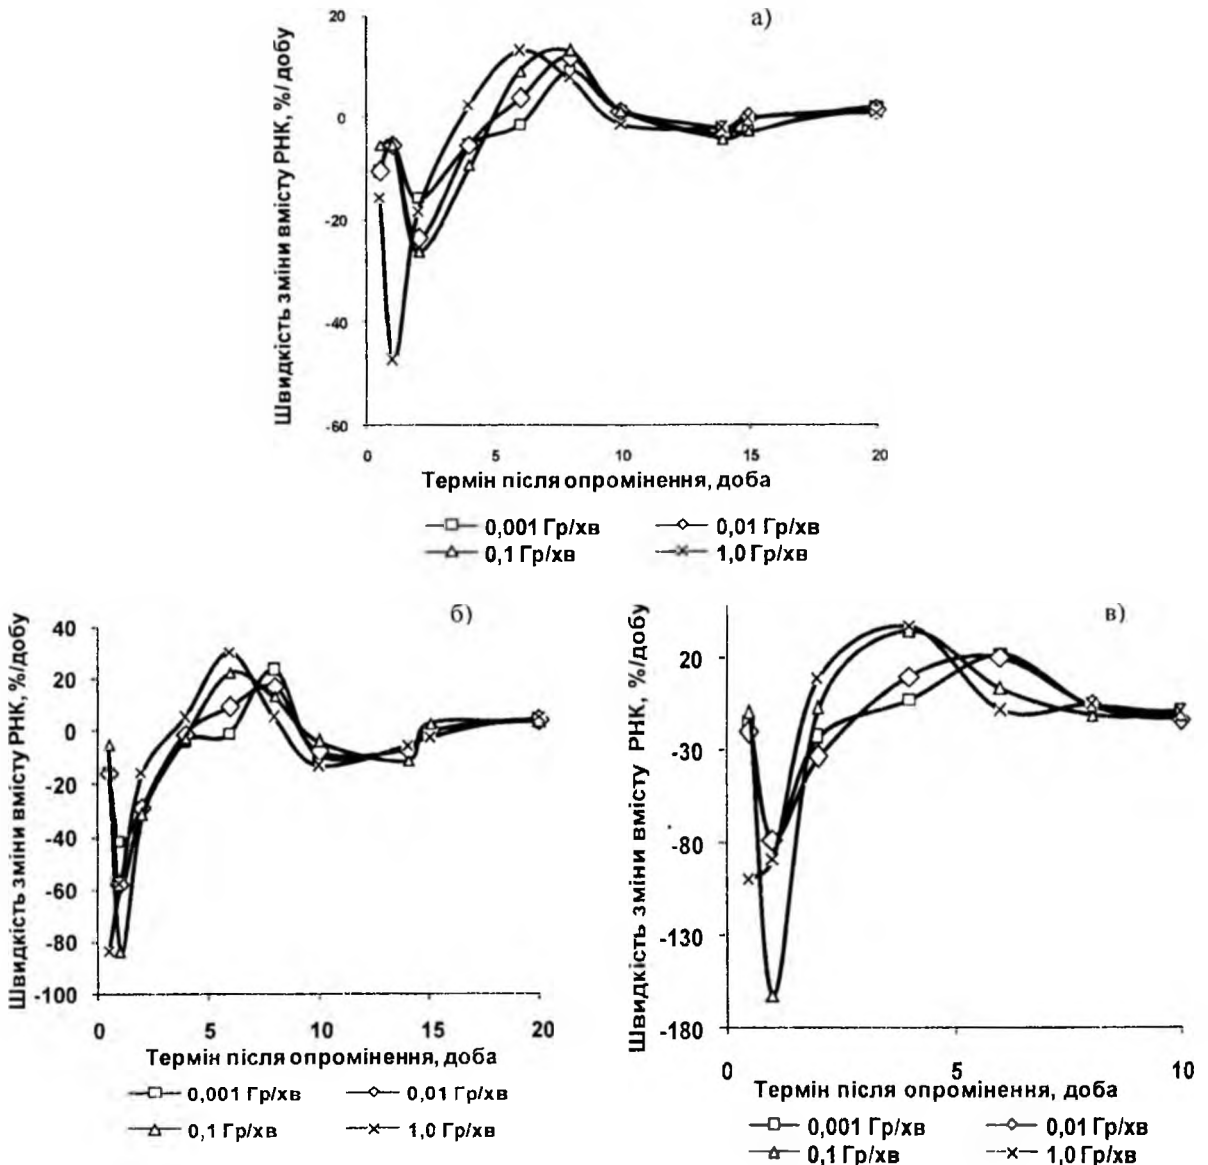 а)
Швидкість зміни вмісту РНК, %/добу
20
0
-20
-40
-60
0 5 10 15 20
Термін після опромінення, доба
0,001 Гр/хв 0,01 Гр/хв
0,1 Гр/хв 1,0 Гр/хв
б)
Швидкість зміни вмісту РНК, %/добу
40
20
0
-20
-40
-60
-80
-100
0 5 10 15 20
Термін після опромінення, доба
0,001 Гр/хв 0,01 Гр/хв
0,1 Гр/хв 1,0 Гр/хв
в)
Швидкість зміни вмісту РНК, %/добу
20
-30
-80
-130
-180
0 5 10
Термін після опромінення, доба
0,001 Гр/хв 0,01 Гр/хв
0,1 Гр/хв 1,0 Гр/хв